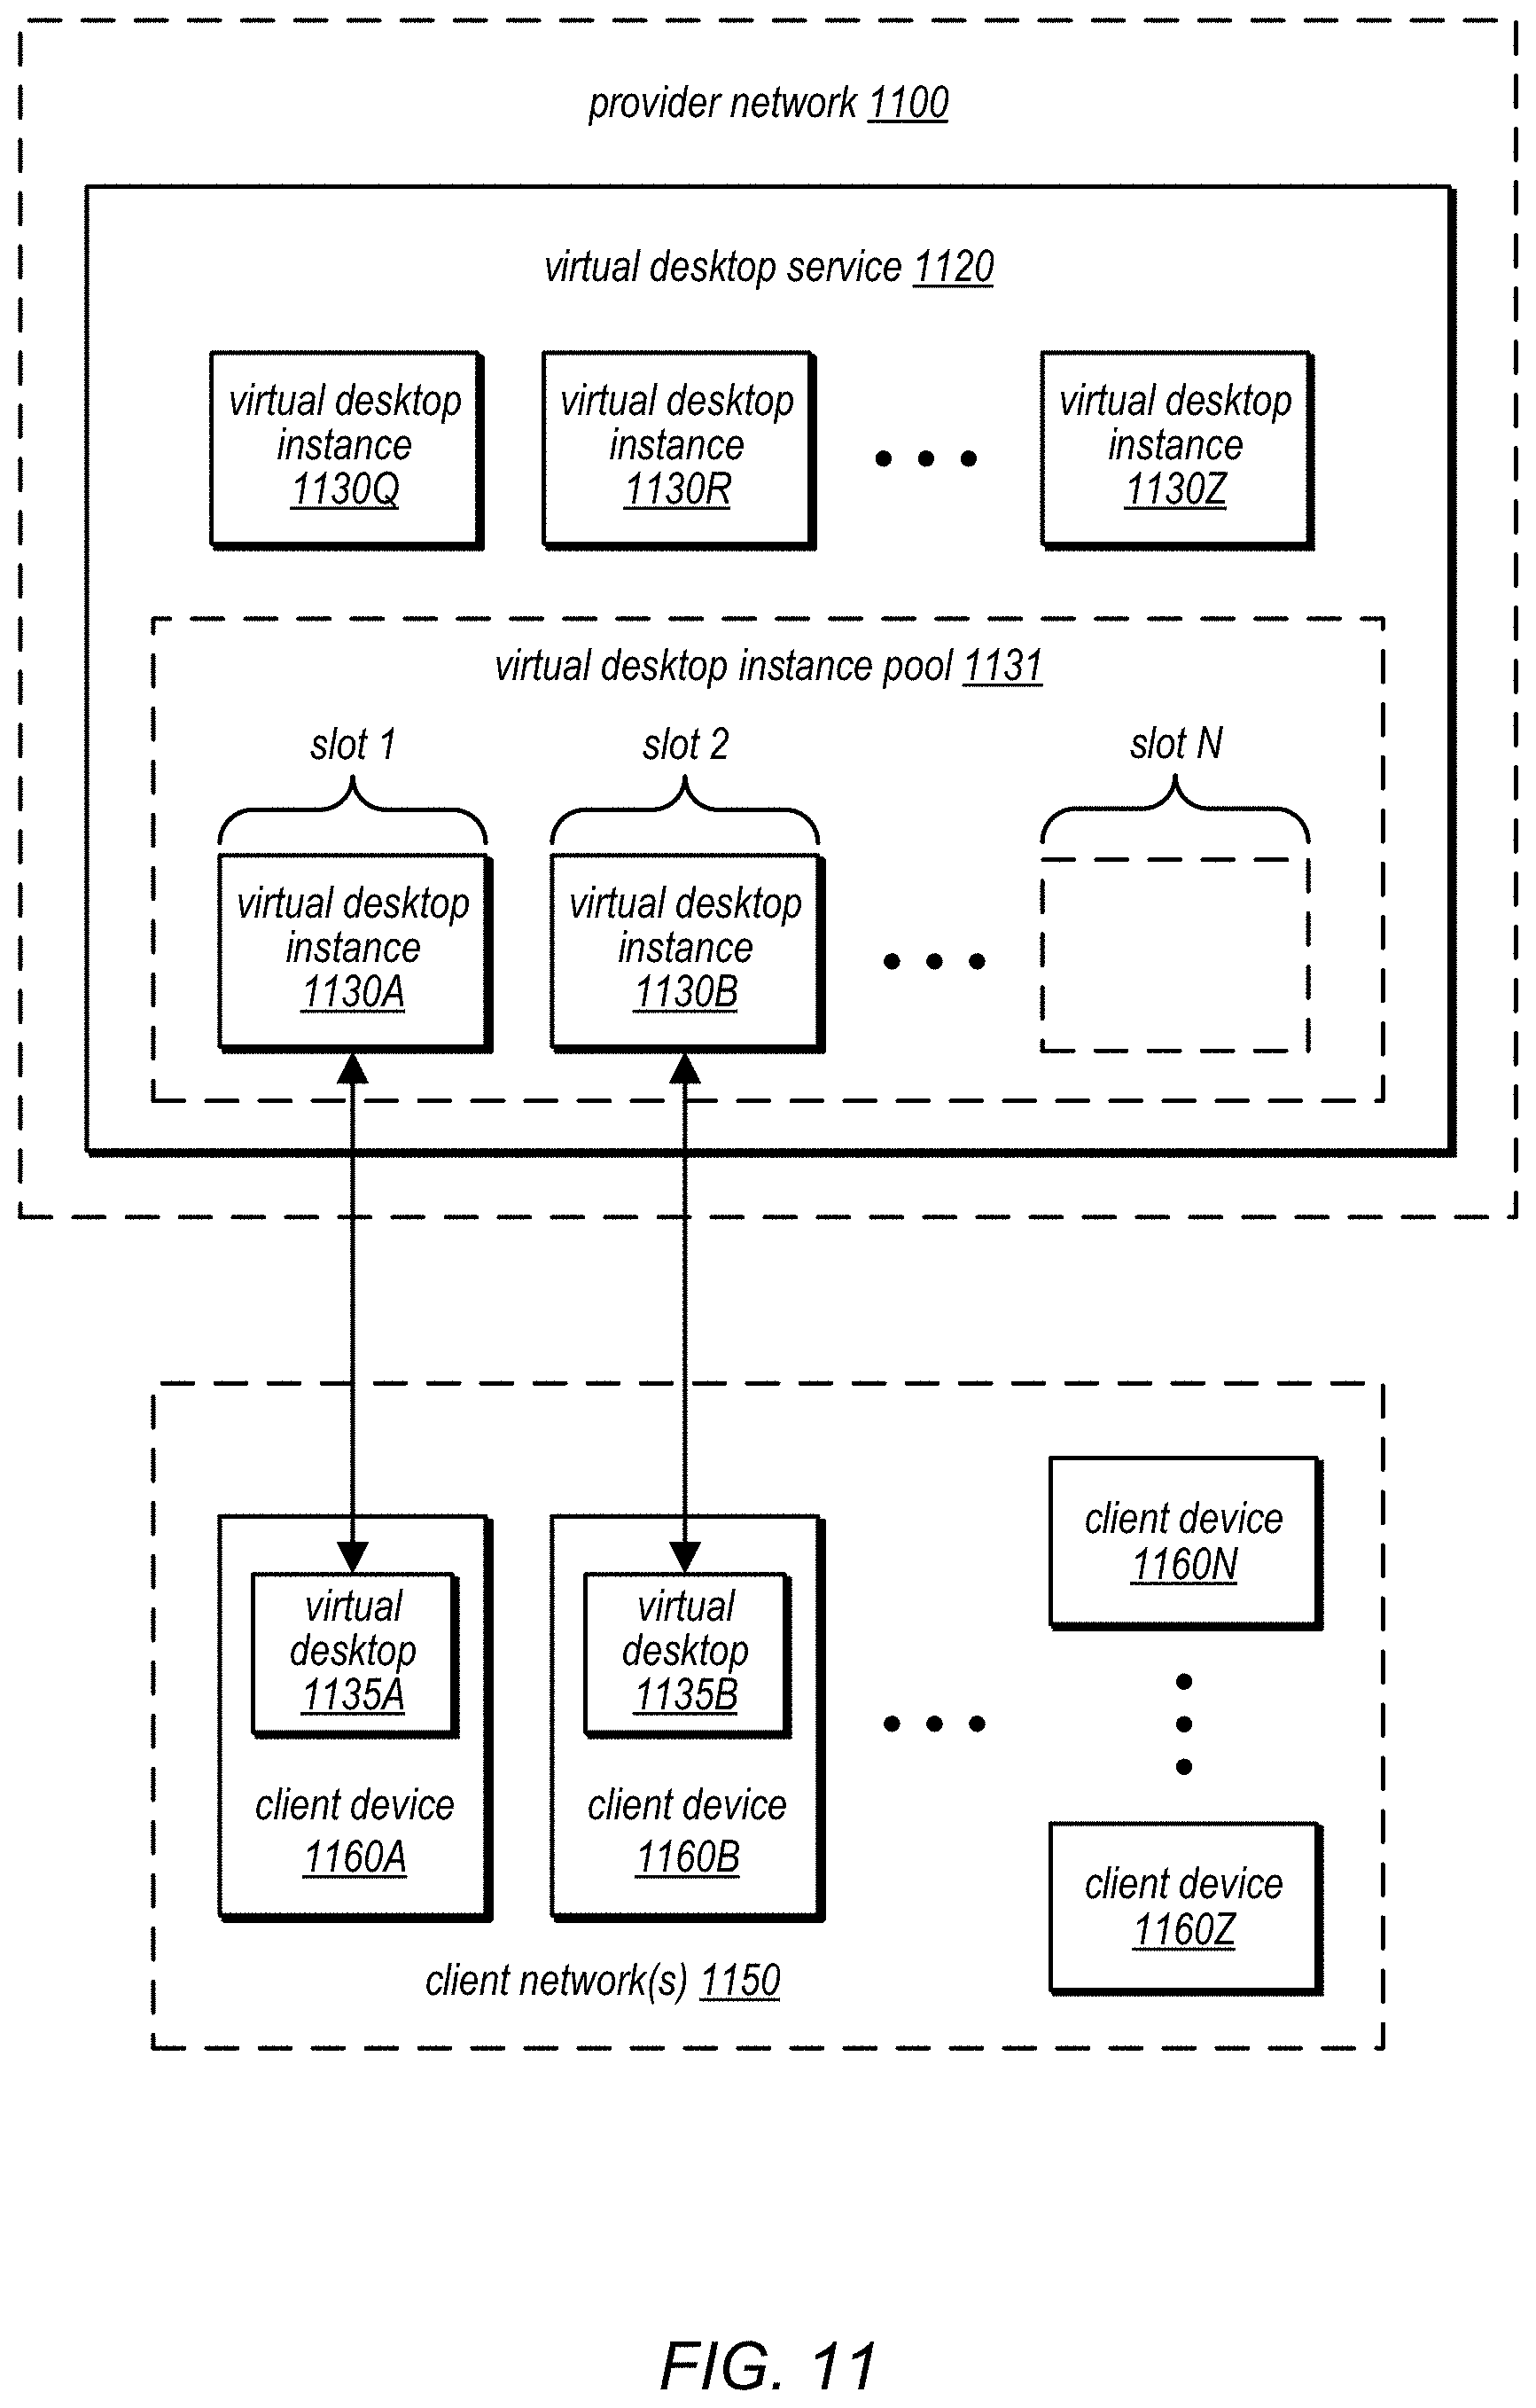 provider network 1100
virtual desktop service 1120
virtual desktop
instance
1130Q
virtual desktop
instance
1130R
virtual desktop
instance
1130Z
virtual desktop instance pool 1131
slot 1
slot 2
slot N
virtual desktop
instance
1130A
virtual desktop
instance
1130B
virtual
desktop
1135A
client device
1160A
virtual
desktop
1135B
client device
1160B
client device
1160N
client device
1160Z
client network(s) 1150
FIG. 11